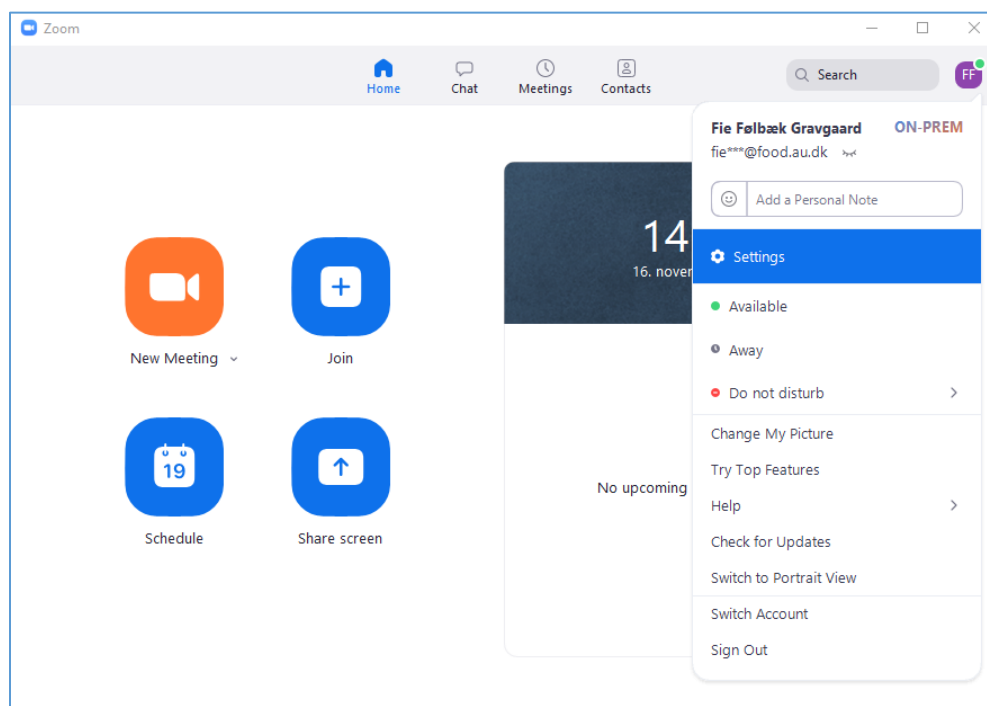 Zoom
Home
Chat
Meetings
Contacts
Search
FF
Fie Følbæk Gravgaard
ON-PREM
fie***@food.au.dk
Add a Personal Note
Settings
Available
Away
Do not disturb
Change My Picture
Try Top Features
Help
Check for Updates
Switch to Portrait View
Switch Account
Sign Out
14
16. nover
No upcoming
New Meeting
Join
19
Schedule
Share screen